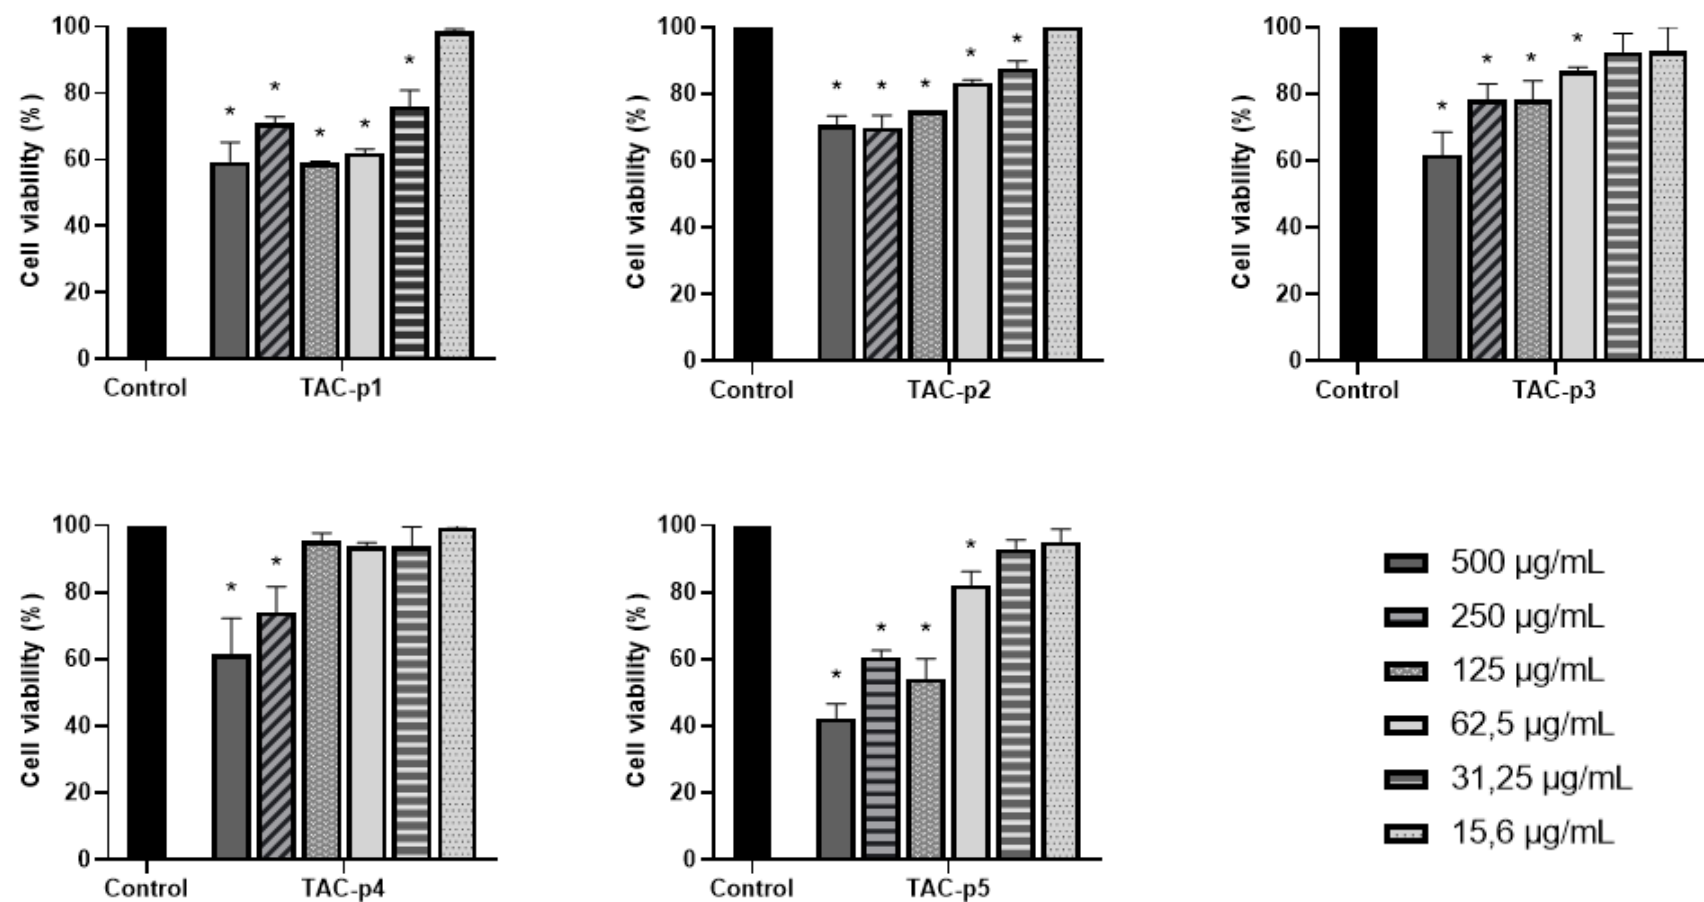 Cell viability (%)
100
80
60
40
20
0
*
*
*
*
*
Control
TAC-p1
Cell viability (%)
100
80
60
40
20
0
*
*
*
*
*
Control
TAC-p2
Cell viability (%)
100
80
60
40
20
0
*
*
*
*
Control
TAC-p3
Cell viability (%)
100
80
60
40
20
0
*
*
Control
TAC-p4
Cell viability (%)
100
80
60
40
20
0
*
*
*
*
Control
TAC-p5
500 µg/mL
250 µg/mL
125 µg/mL
62,5 µg/mL
31,25 µg/mL
15,6 µg/mL